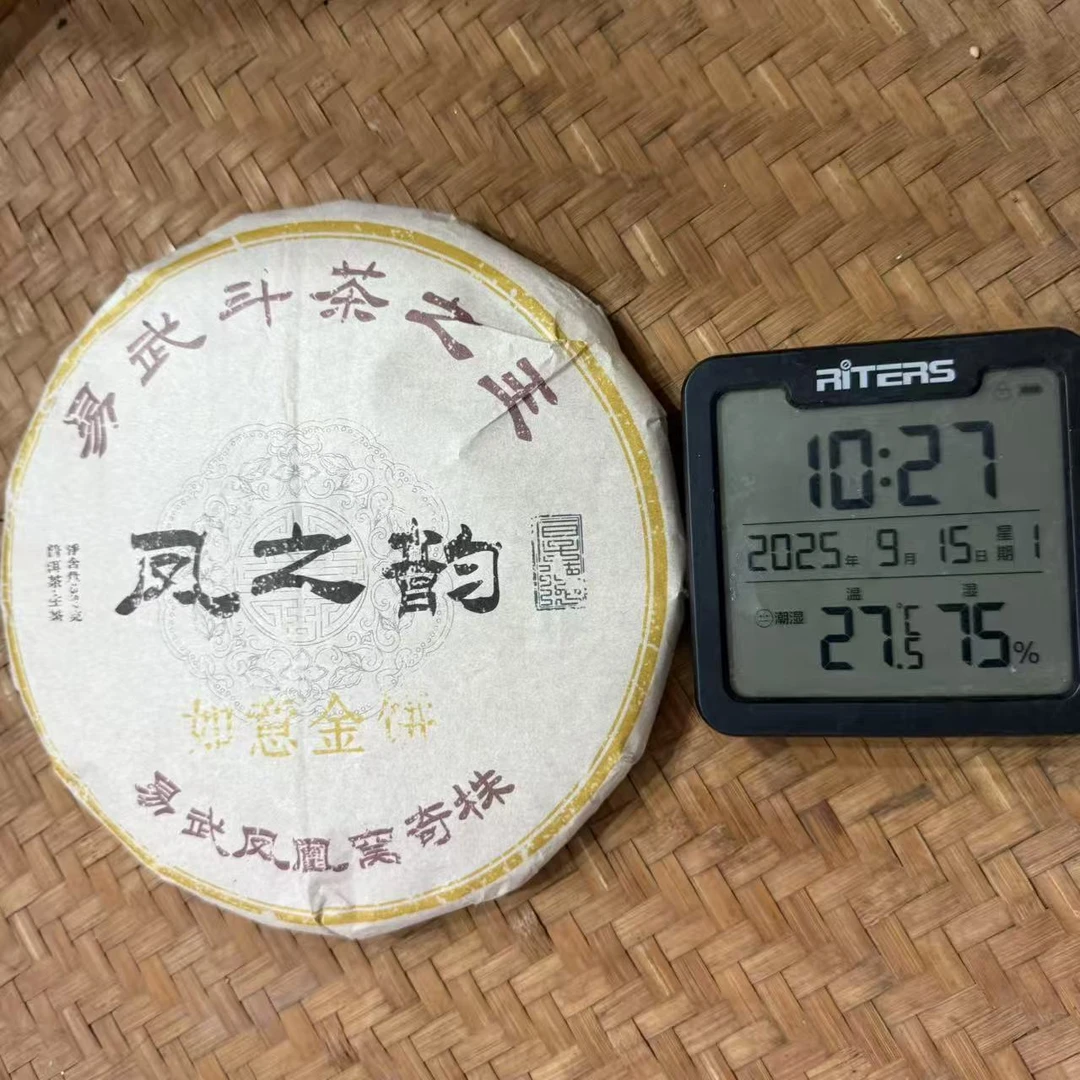 易武斗茶九王
凤之韵
净含量:357克
普洱茶·生茶
如意金饼
易武凤凰窝奇株
RITERS
10:27
2025年 9月 15日 星期1
温 湿
潮湿 27.5℃ 75%